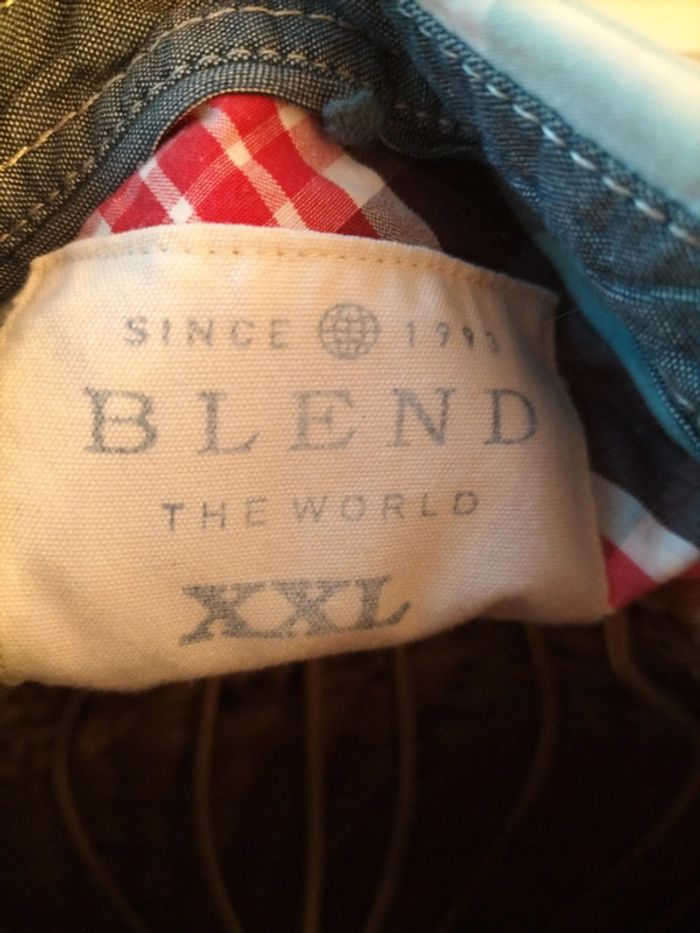 SINCE 1993
BLEND
THE WORLD
XXL